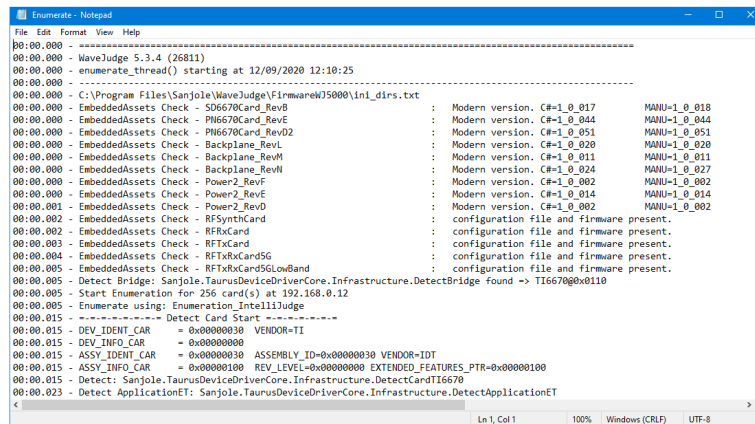 Enumerate - Notepad
File Edit Format View Help
00:00.000 - =====================================================================================
00:00.000 - WaveJudge 5.3.4 (26811)
00:00.000 - enumerate_thread() starting at 12/09/2020 12:10:25
00:00.000 - -------------------------------------------------------------------------------------
00:00.000 - C:\Program Files\Sanjole\WaveJudge\FirmwareWJ5000\ini_dirs.txt
00:00.000 - EmbeddedAssets Check - SD6670Card_RevB : Modern version. C#=1_0_017 MANU=1_0_018
00:00.000 - EmbeddedAssets Check - PN6670Card_RevE : Modern version. C#=1_0_044 MANU=1_0_044
00:00.000 - EmbeddedAssets Check - PN6670Card_RevD2 : Modern version. C#=1_0_051 MANU=1_0_051
00:00.000 - EmbeddedAssets Check - Backplane_RevL : Modern version. C#=1_0_020 MANU=1_0_020
00:00.000 - EmbeddedAssets Check - Backplane_RevM : Modern version. C#=1_0_011 MANU=1_0_011
00:00.000 - EmbeddedAssets Check - Backplane_RevN : Modern version. C#=1_0_024 MANU=1_0_027
00:00.000 - EmbeddedAssets Check - Power2_RevF : Modern version. C#=1_0_002 MANU=1_0_002
00:00.000 - EmbeddedAssets Check - Power2_RevE : Modern version. C#=1_0_014 MANU=1_0_014
00:00.001 - EmbeddedAssets Check - Power2_RevD : Modern version. C#=1_0_002 MANU=1_0_002
00:00.002 - EmbeddedAssets Check - RFSynthCard : configuration file and firmware present.
00:00.002 - EmbeddedAssets Check - RFRxCard : configuration file and firmware present.
00:00.003 - EmbeddedAssets Check - RFTxCard : configuration file and firmware present.
00:00.004 - EmbeddedAssets Check - RFTxRxCard5G : configuration file and firmware present.
00:00.005 - EmbeddedAssets Check - RFTxRxCard5GLowBand : configuration file and firmware present.
00:00.005 - Detect Bridge: Sanjole.TaurusDeviceDriverCore.Infrastructure.DetectBridge found => TI6670@0x0110
00:00.005 - Start Enumeration for 256 card(s) at 192.168.0.12
00:00.005 - Enumerate using: Enumeration_IntelliJudge
00:00.015 - =-=-=-=-=-=-= Detect Card Start =-=-=-=-=-=-=
00:00.015 - DEV_IDENT_CAR = 0x00000030 VENDOR=TI
00:00.015 - DEV_INFO_CAR = 0x00000000
00:00.015 - ASSY_IDENT_CAR = 0x00000030 ASSEMBLY_ID=0x00000030 VENDOR=IDT
00:00.015 - ASSY_INFO_CAR = 0x00000100 REV_LEVEL=0x00000000 EXTENDED_FEATURES_PTR=0x00000100
00:00.015 - Detect: Sanjole.TaurusDeviceDriverCore.Infrastructure.DetectCardTI6670
00:00.023 - Detect ApplicationET: Sanjole.TaurusDeviceDriverCore.Infrastructure.DetectApplicationET
Ln 1, Col 1 100% Windows (CRLF) UTF-8